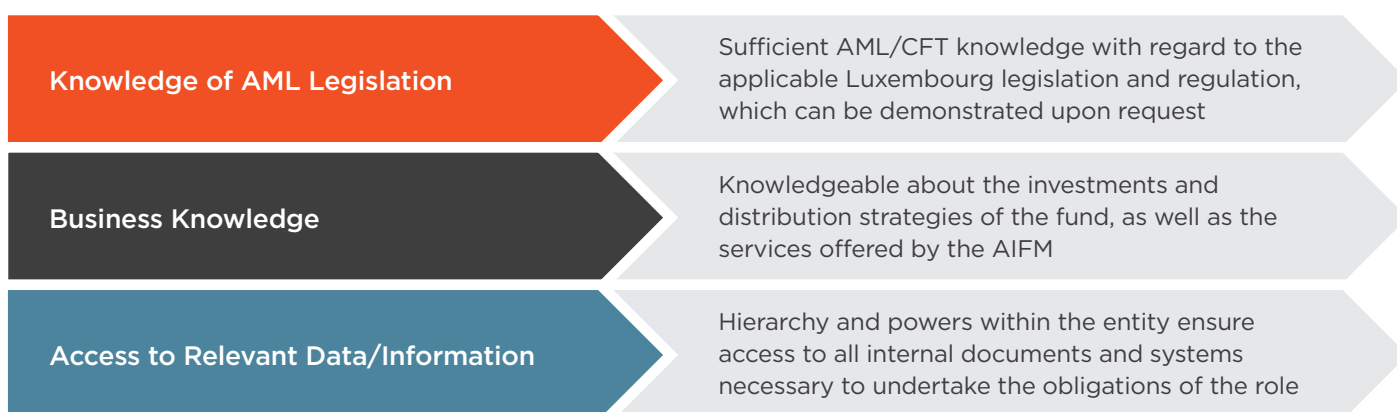 Knowledge of AML Legislation
Sufficient AML/CFT knowledge with regard to the
applicable Luxembourg legislation and regulation,
which can be demonstrated upon request
Business Knowledge
Knowledgeable about the investments and
distribution strategies of the fund, as well as the
services offered by the AIFM
Access to Relevant Data/Information
Hierarchy and powers within the entity ensure
access to all internal documents and systems
necessary to undertake the obligations of the role